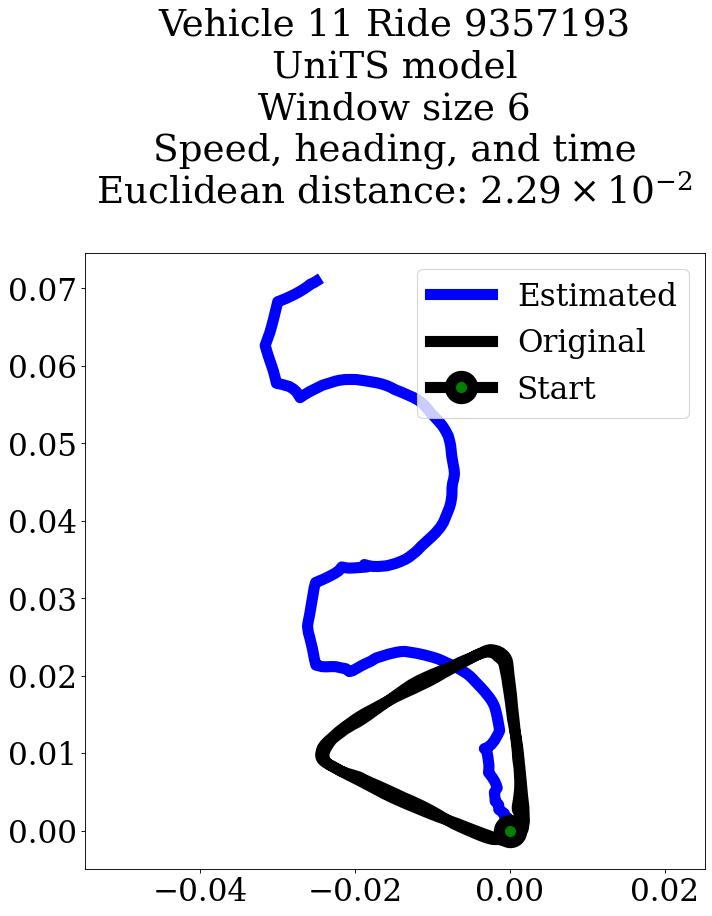 Vehicle 11 Ride 9357193
UniTS model
Window size 6
Speed, heading, and time
Euclidean distance: 2.29 × 10⁻²
Estimated
Original
Start
0.07
0.06
0.05
0.04
0.03
0.02
0.01
0.00
−0.04 −0.02 0.00 0.02